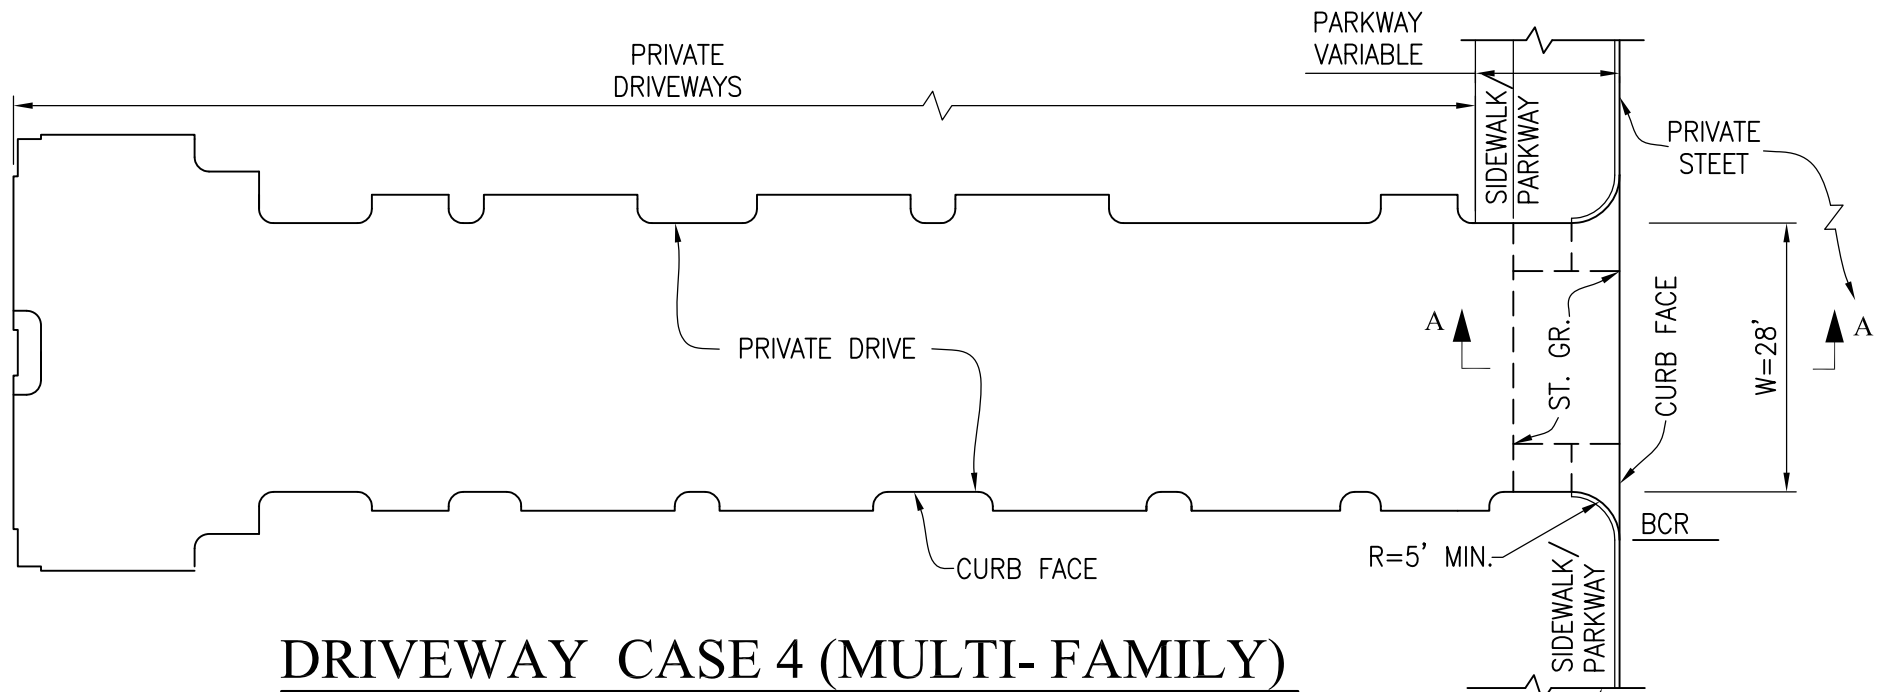 PARKWAY
VARIABLE
PRIVATE
DRIVEWAYS
SIDEWALK/
PARKWAY
PRIVATE
STEET
A
ST. GR.
CURB FACE
W=28'
A
PRIVATE DRIVE
CURB FACE
R=5' MIN.
BCR
SIDEWALK/
PARKWAY
DRIVEWAY CASE 4 (MULTI- FAMILY)